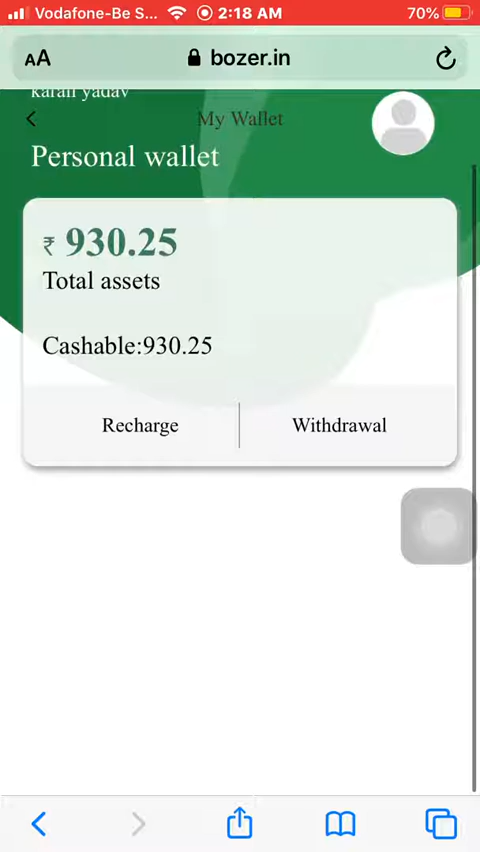 Vodafone-Be S... 2:18 AM 70%
AA bozer.in
karan yadav
My Wallet
Personal wallet
₹ 930.25
Total assets
Cashable:930.25
Recharge Withdrawal